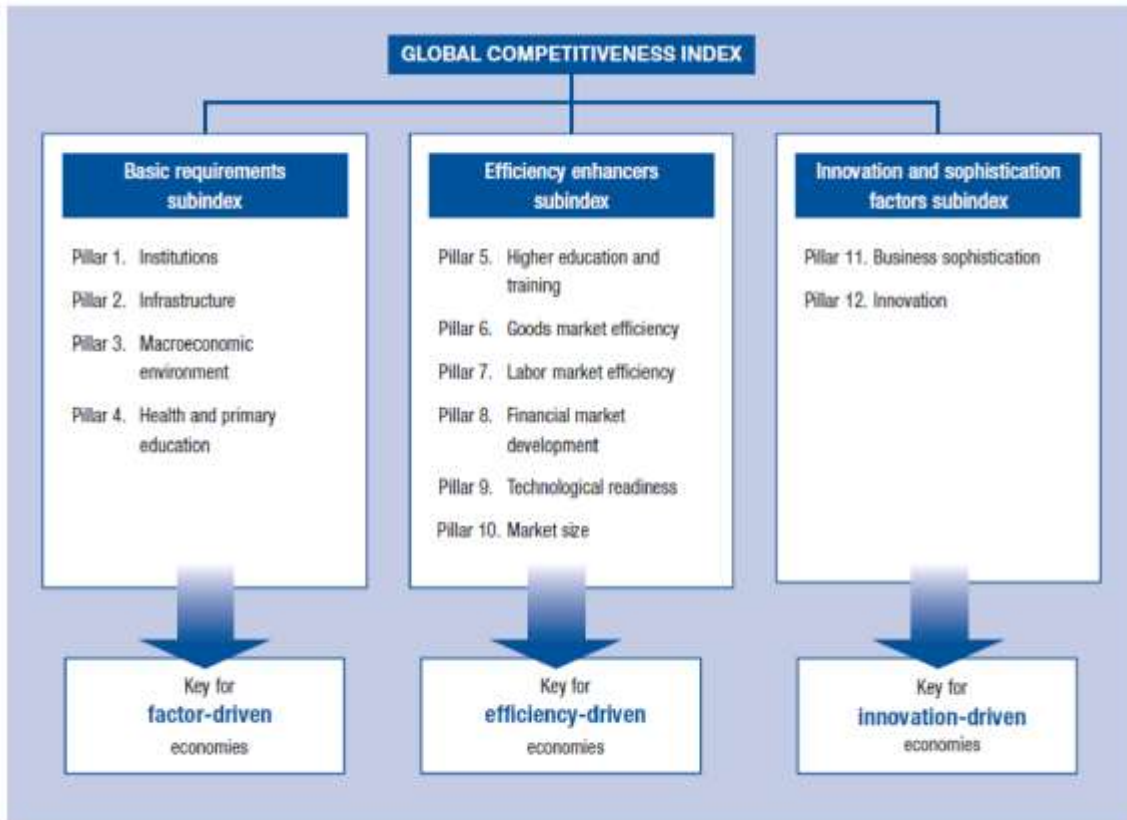 GLOBAL COMPETITIVENESS INDEX
Basic requirements
subindex
Pillar 1. Institutions
Pillar 2. Infrastructure
Pillar 3. Macroeconomic
environment
Pillar 4. Health and primary
education
Key for
factor-driven
economies
Efficiency enhancers
subindex
Pillar 5. Higher education and
training
Pillar 6. Goods market efficiency
Pillar 7. Labor market efficiency
Pillar 8. Financial market
development
Pillar 9. Technological readiness
Pillar 10. Market size
Key for
efficiency-driven
economies
Innovation and sophistication
factors subindex
Pillar 11. Business sophistication
Pillar 12. Innovation
Key for
innovation-driven
economies